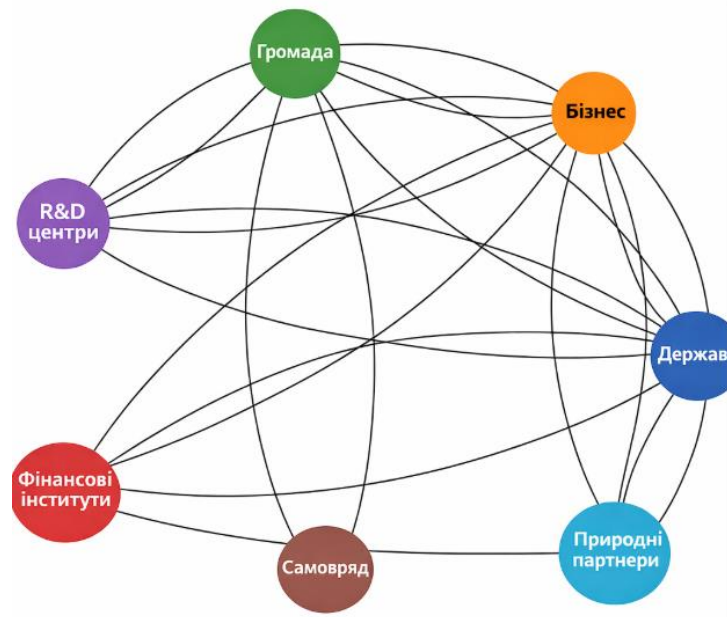 Громада
Бізнес
R&D
центри
Держав
Фінансові
інститути
Самовряд
Природні
партнери